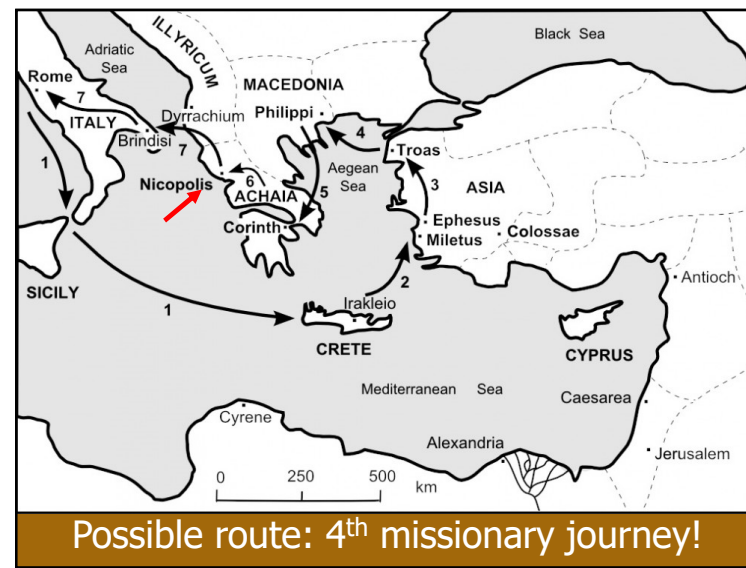 Black Sea
Adriatic
Sea
ILLYRICUM
Rome
MACEDONIA
7
Dyrrachium
Philippi
ITALY
4
Brindisi
7
Troas
1
Aegean
Sea
3
ASIA
6
Nicopolis
ACHAIA
5
Ephesus
Corinth
Miletus
Colossae
2
Antioch
SICILY
1
Irakleio
CRETE
CYPRUS
Mediterranean Sea
Caesarea
Cyrene
Alexandria
Jerusalem
0 250 500
km
Possible route: 4th missionary journey!